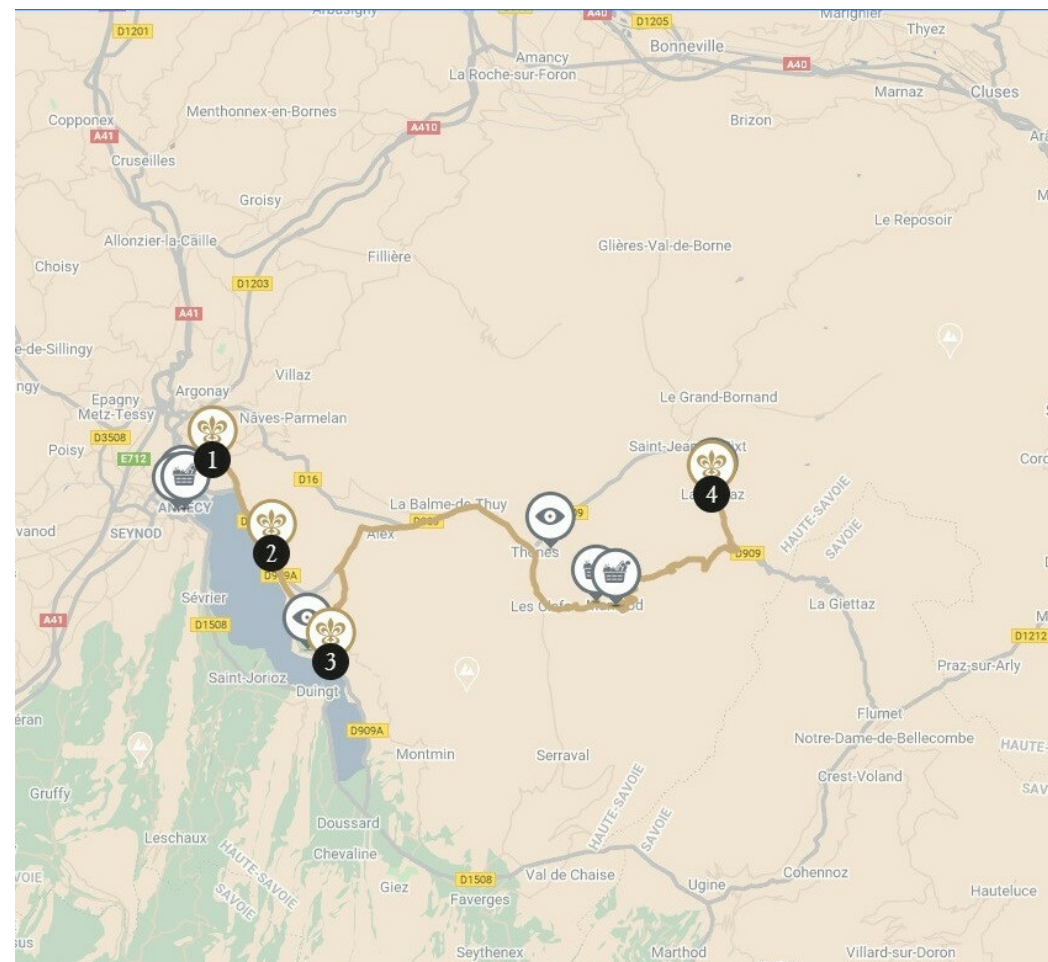 Arbusigny
A40
Marignier
D1201
D1205
Thyez
Bonneville
Amancy
A40
La Roche-sur-Foron
Marnaz
Cluses
Menthonnex-en-Bornes
Copponex
Brizon
A410
A41
Cruseilles
Groisy
Le Reposoir
Allonzier-la-Caille
Glières-Val-de-Borne
Fillière
Choisy
D1203
A41
e-de-Sillingy
Villaz
Argonay
Epagny
Metz-Tessy
Le Grand-Bornand
Nâves-Parmelan
D3508
Poisy
E712
1
D16
4
ANNECY
La Balme-de-Thuy
SEYNOD
Alex
Thônes
HAUTE-SAVOIE
SAVOIE
2
D909A
D909
Sévrier
La Giettaz
A41
D1508
D1212
3
Saint-Jorioz
Duingt
Praz-sur-Arly
D909A
Flumet
Montmin
Serraval
Notre-Dame-de-Bellecombe
Crest-Voland
Gruffy
HAUTE-SAVOIE
SAVOIE
Doussard
Leschaux
Chevaline
HAUTE-SAVOIE
SAVOIE
Giez
D1508
Val de Chaise
Cohennoz
Faverges
Ugine
Hauteluce
Seythenex
Marthod
Villard-sur-Doron